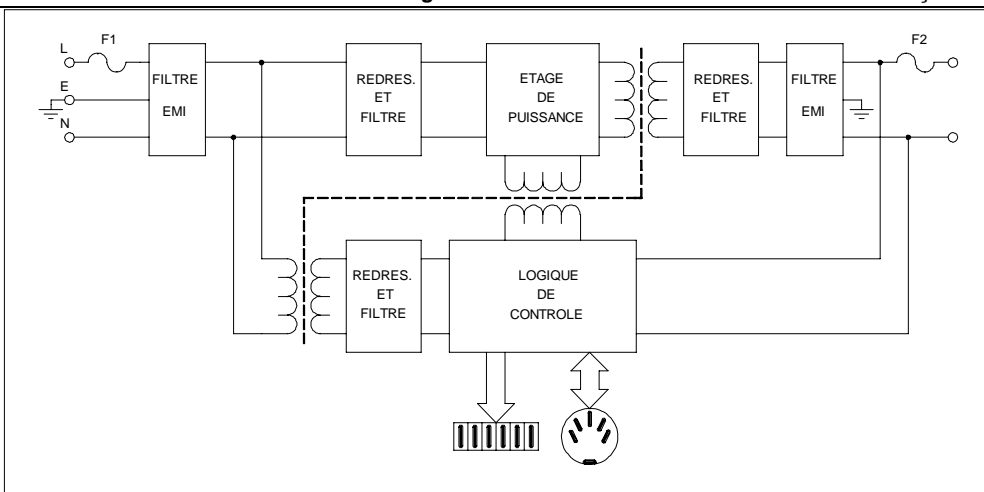 L
F1
E
N
FILTRE
EMI
REDRES.
ET
FILTRE
ETAGE
DE
PUISSANCE
REDRES.
ET
FILTRE
FILTRE
EMI
F2
REDRES.
ET
FILTRE
LOGIQUE
DE
CONTROLE